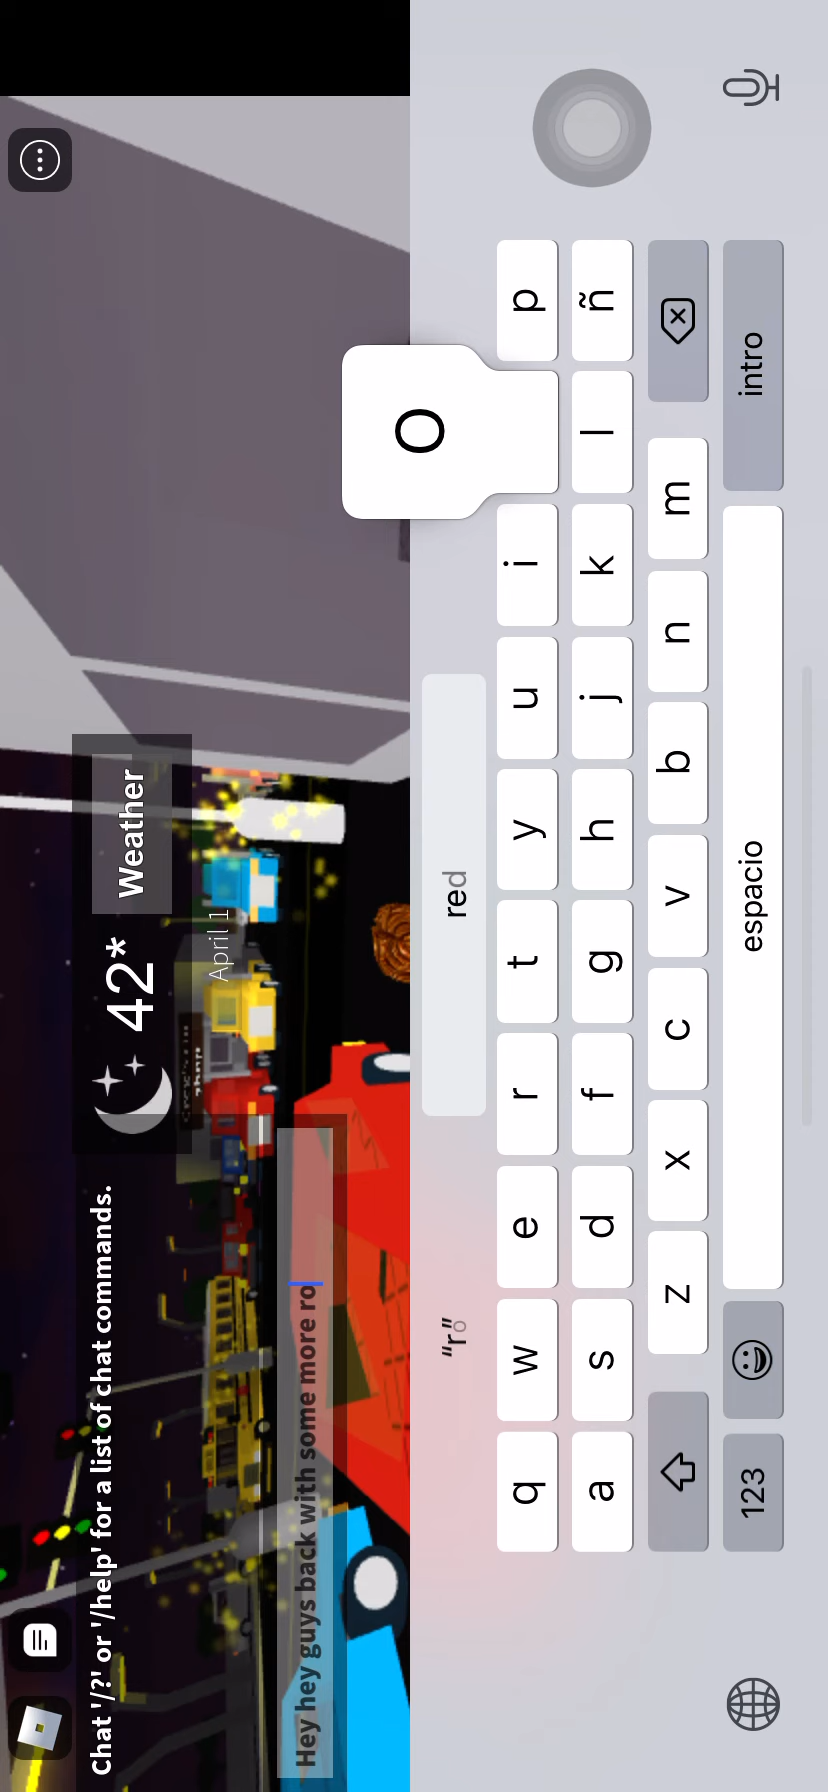 Chat '/?' or '/help' for a list of chat commands.
42*
Weather
April 1
Hey hey guys back with some more ro
"ro"
red
q w e r t y u i O p
a s d f g h j k l ñ
z x c v b n m
123
espacio
intro